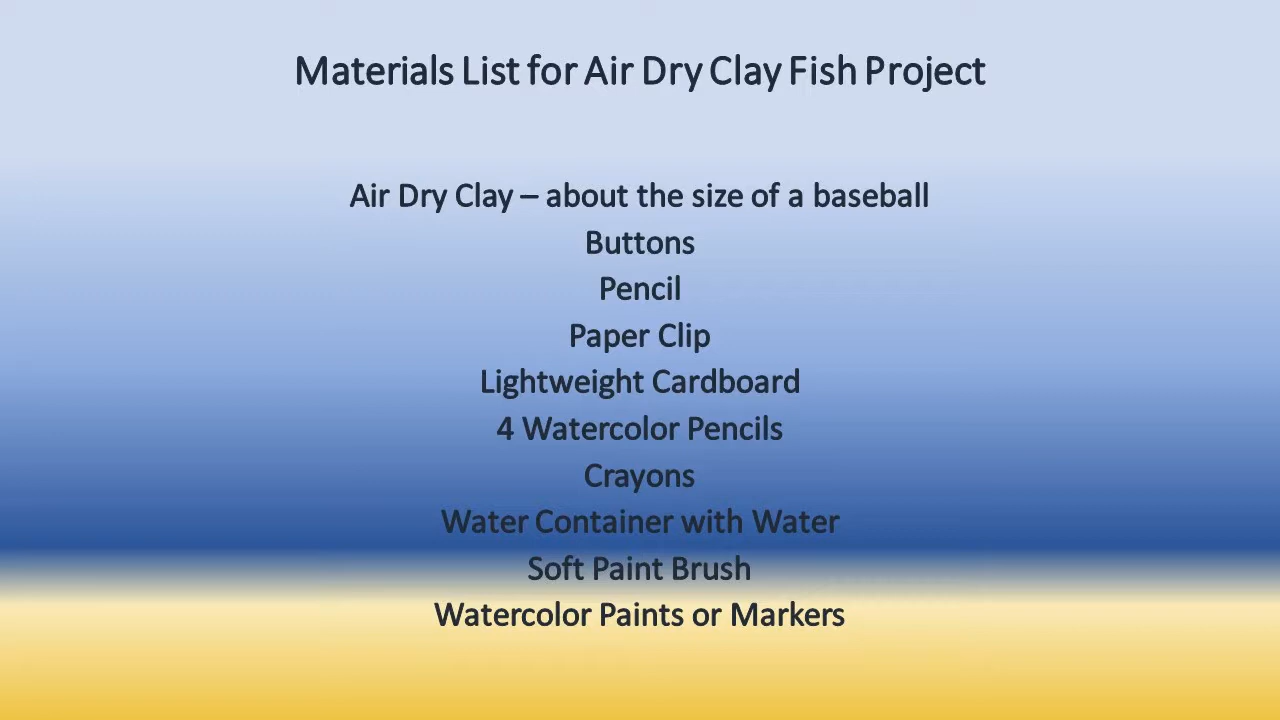 Materials List for Air Dry Clay Fish Project
Air Dry Clay – about the size of a baseball
Buttons
Pencil
Paper Clip
Lightweight Cardboard
4 Watercolor Pencils
Crayons
Water Container with Water
Soft Paint Brush
Watercolor Paints or Markers